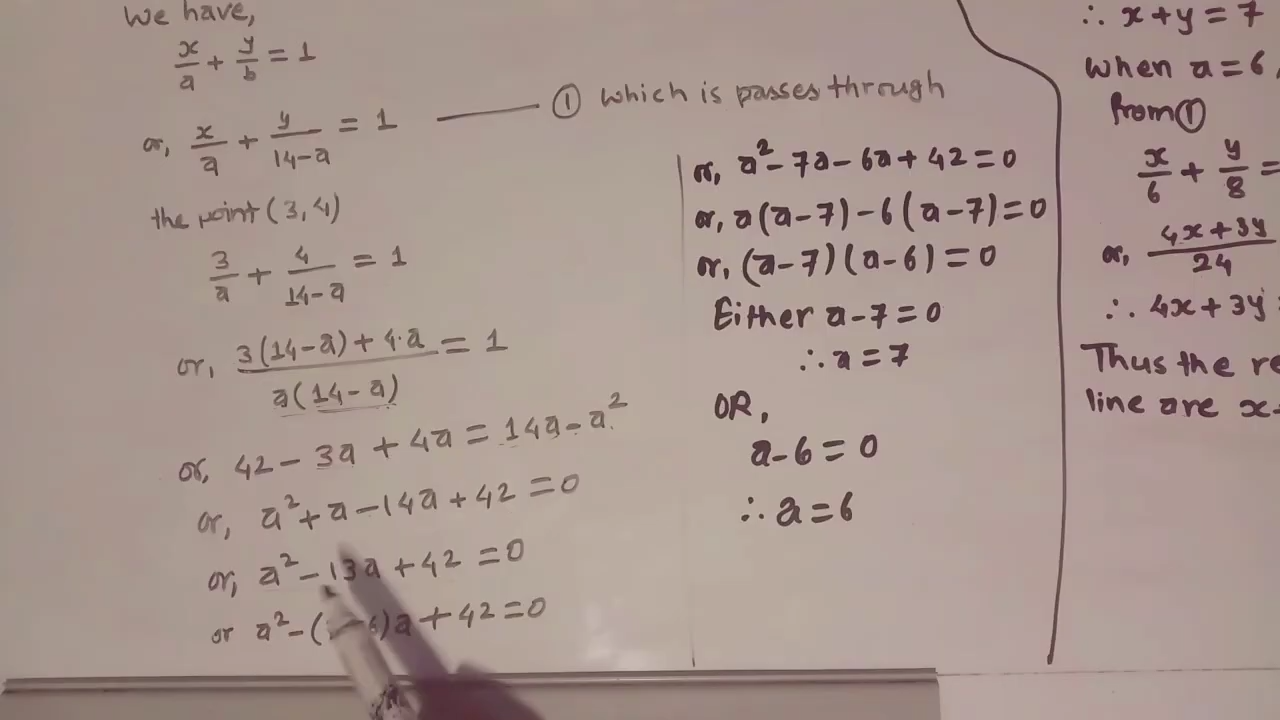 We have,
x/a + y/b = 1
or, x/a + y/(14-a) = 1 —— ① which is passes through
the point (3,4)
3/a + 4/(14-a) = 1
or, (3(14-a) + 4.a)/(a(14-a)) = 1
or, 42 - 3a + 4a = 14a - a²
or, a² + a - 14a + 42 = 0
or, a² - 13a + 42 = 0
or a² - ( 6)a + 42 = 0
or, a² - 7a - 6a + 42 = 0
or, a(a-7) - 6(a-7) = 0
or, (a-7)(a-6) = 0
Either a-7 = 0
∴ a = 7
OR,
a-6 = 0
∴ a = 6
∴ x+y = 7
When a = 6,
from ①
x/6 + y/8 =
or, (4x+3y)/24
∴ 4x + 3y =
Thus the
line are x